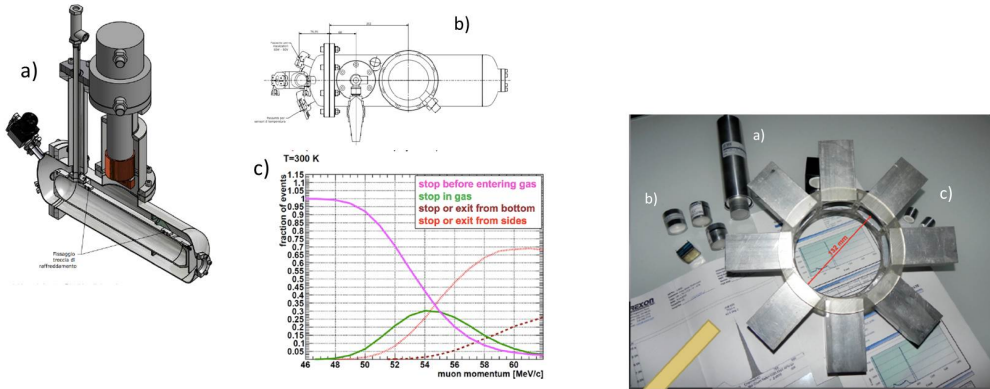 a)
Passaggio
treccia di
raffreddamento
b)
c)
T=300 K
fraction of events
1.15
1.1
1.05
1
0.95
0.9
0.85
0.8
0.75
0.7
0.65
0.6
0.55
0.5
0.45
0.4
0.35
0.3
0.25
0.2
0.15
0.1
0.05
stop before entering gas
stop in gas
stop or exit from bottom
stop or exit from sides
46
48
50
52
54
56
58
60
muon momentum [MeV/c]
a)
b)
c)
152 mm